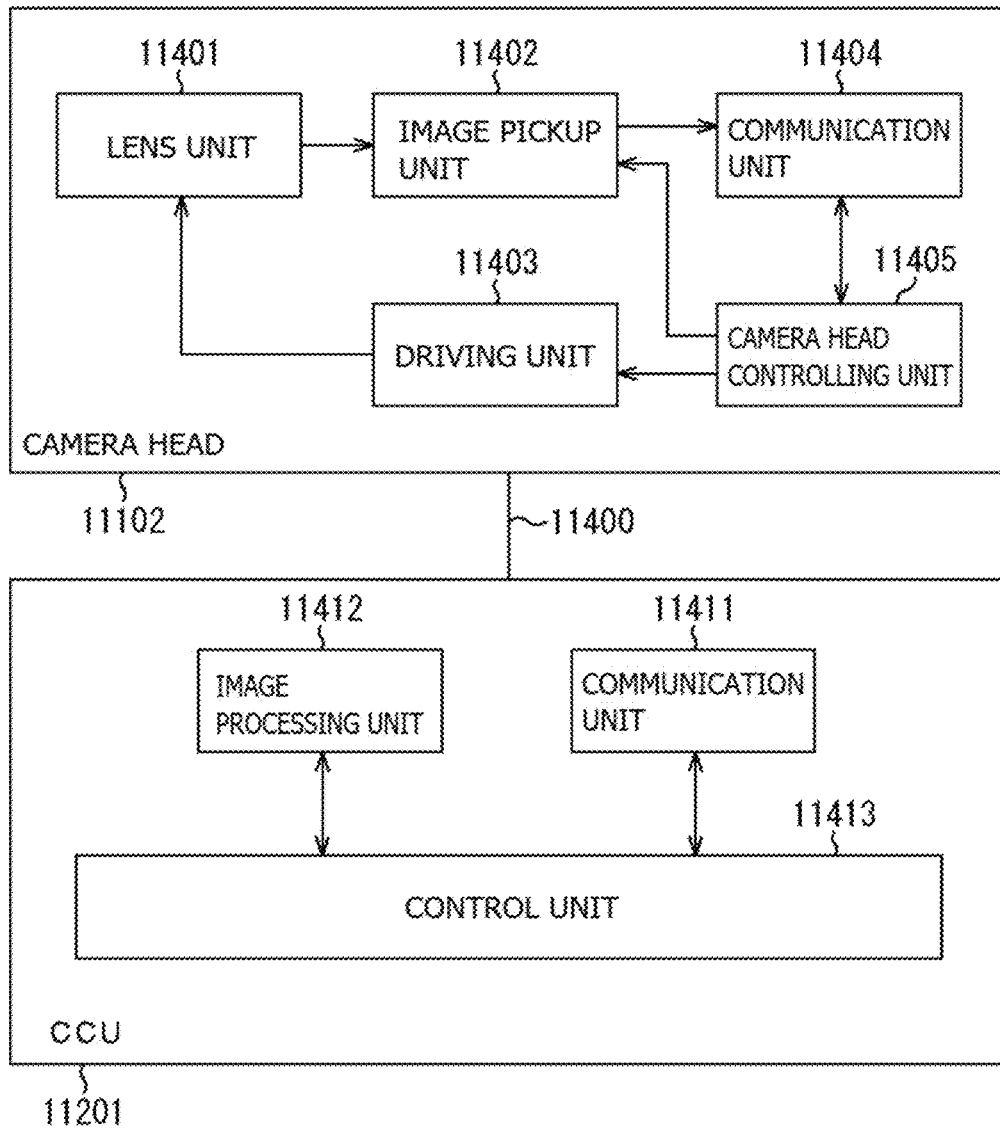 11401
11402
11404
LENS UNIT
IMAGE PICKUP
UNIT
COMMUNICATION
UNIT
11403
11405
DRIVING UNIT
CAMERA HEAD
CONTROLLING UNIT
CAMERA HEAD
11102
11400
11412
11411
IMAGE
PROCESSING UNIT
COMMUNICATION
UNIT
11413
CONTROL UNIT
CCU
11201